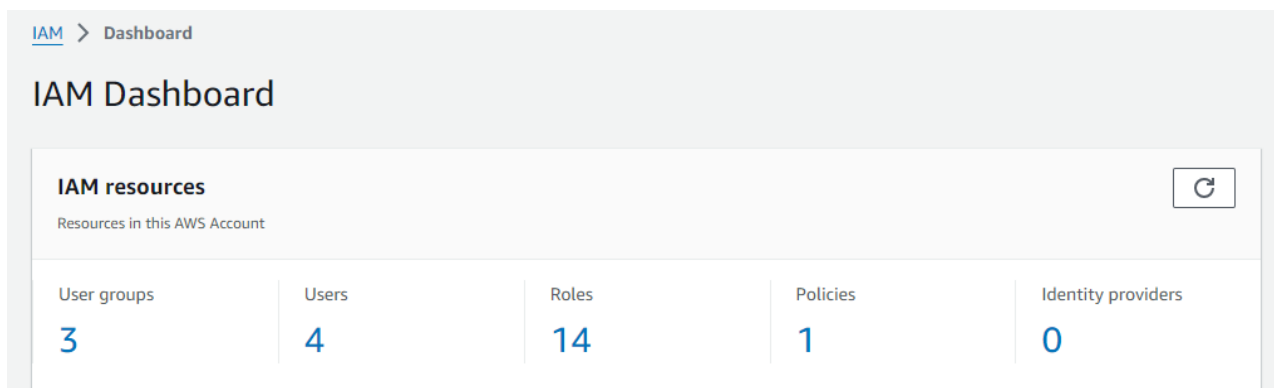 IAM > Dashboard
IAM Dashboard
IAM resources
Resources in this AWS Account
User groups Users Roles Policies Identity providers
3 4 14 1 0